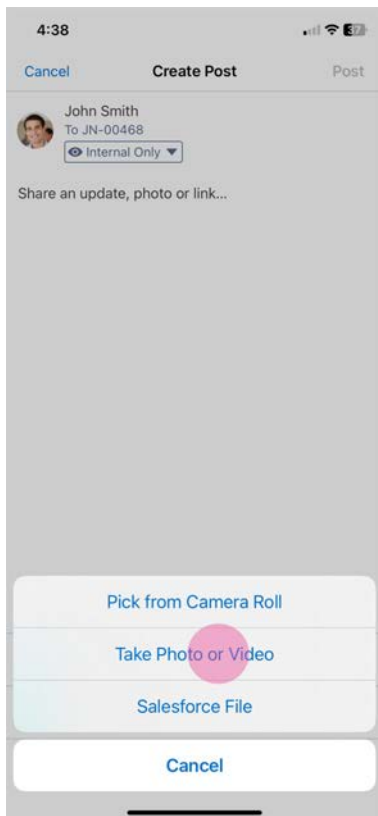 4:38
37
Cancel Create Post Post
John Smith
To JN-00468
Internal Only
Share an update, photo or link...
Pick from Camera Roll
Take Photo or Video
Salesforce File
Cancel